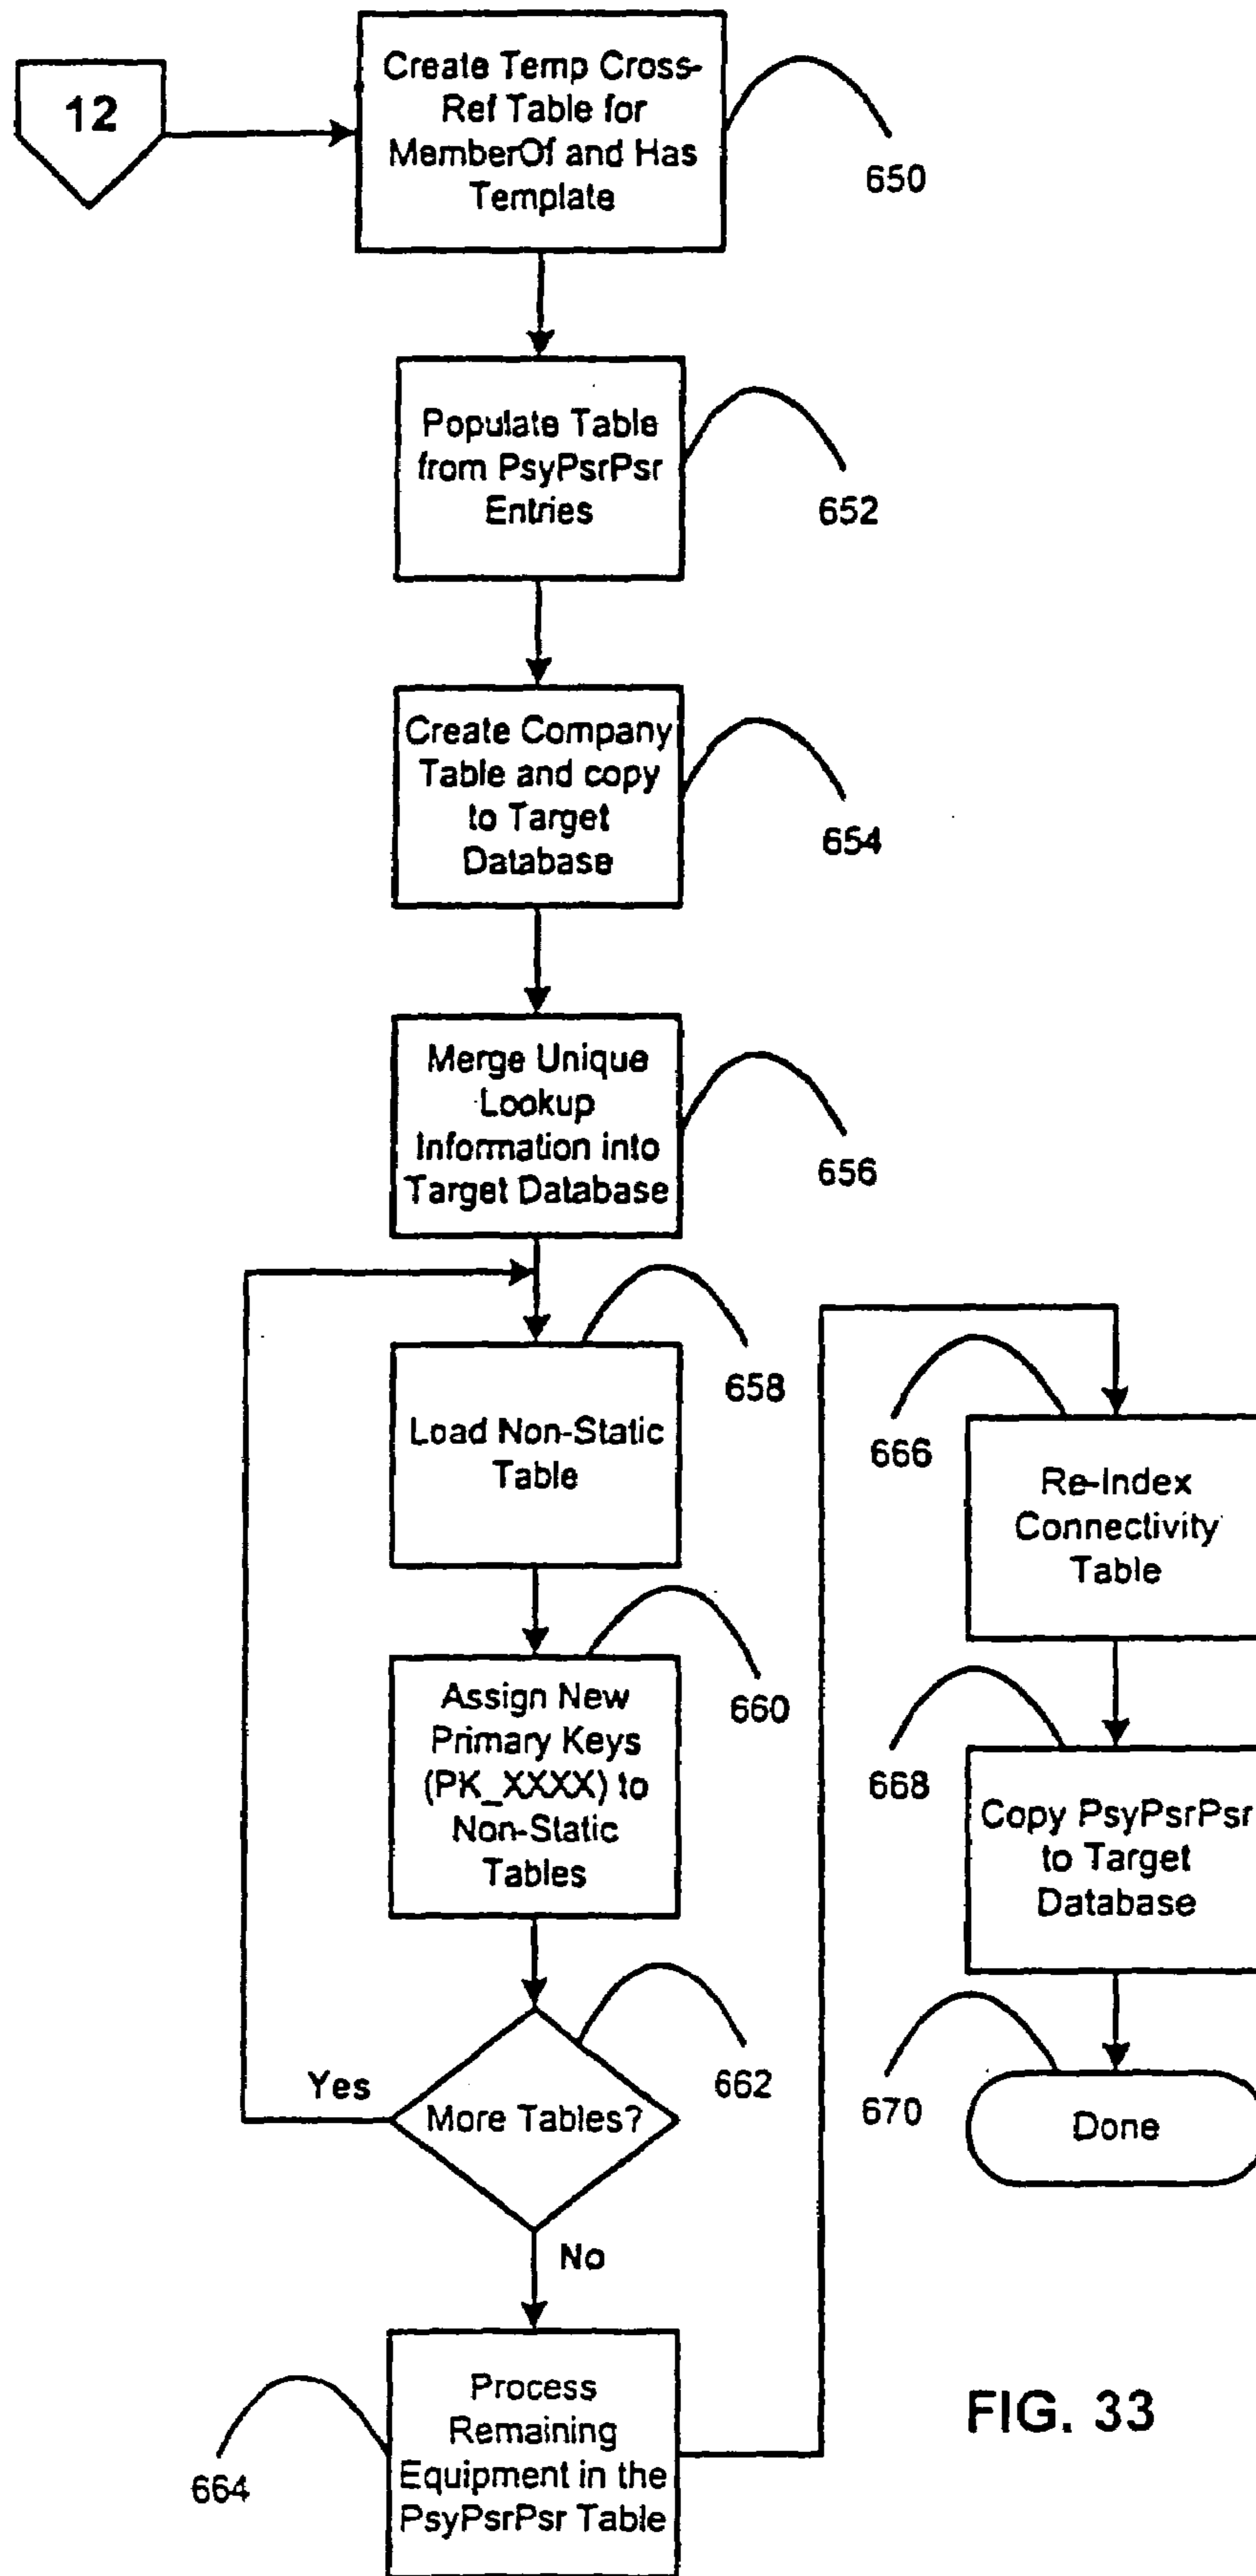 12
Create Temp Cross-
Ref Table for
MemberOf and Has
Template
650
Populate Table
from PsyPsrPsr
Entries
652
Create Company
Table and copy
to Target
Database
654
Merge Unique
Lookup
Information into
Target Database
656
Load Non-Static
Table
658
Assign New
Primary Keys
(PK_XXXX) to
Non-Static
Tables
660
More Tables?
662
Yes
No
Process
Remaining
Equipment in the
PsyPsrPsr Table
664
Re-Index
Connectivity
Table
666
Copy PsyPsrPsr
to Target
Database
668
Done
670
FIG. 33